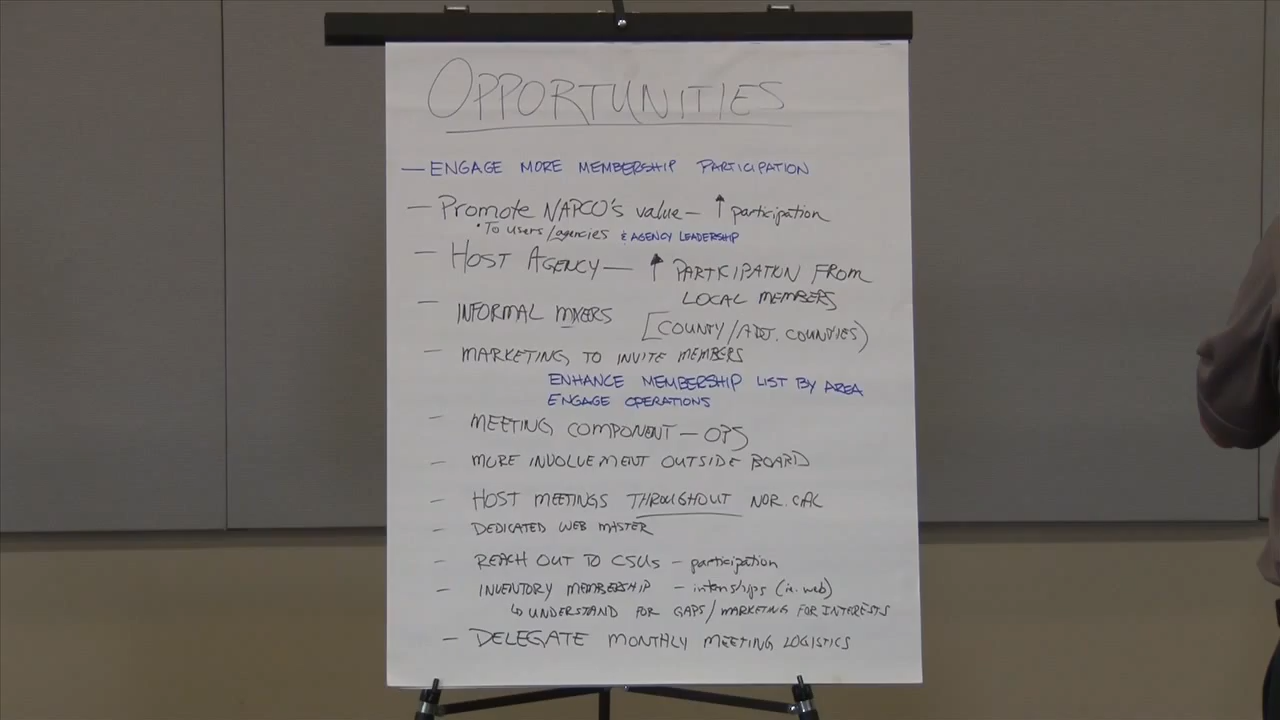 OPPORTUNITIES
— ENGAGE MORE MEMBERSHIP PARTICIPATION
— Promote NAPCO's value — ↑ participation
• To users/agencies & AGENCY LEADERSHIP
— HOST AGENCY — ↑ PARTICIPATION FROM
LOCAL MEMBERS
— INFORMAL MIXERS [COUNTY/ADJ. COUNTIES)
— MARKETING TO INVITE MEMBERS
ENHANCE MEMBERSHIP LIST BY AREA
ENGAGE OPERATIONS
— MEETING COMPONENT — OPS
— MORE INVOLVEMENT OUTSIDE BOARD
— HOST MEETINGS THROUGHOUT NOR. CAL
— DEDICATED WEB MASTER
— REACH OUT TO CSUs — participation
— INVENTORY MEMBERSHIP — internships (ie. web)
↳ UNDERSTAND FOR GAPS/MARKETING FOR INTERESTS
— DELEGATE MONTHLY MEETING LOGISTICS